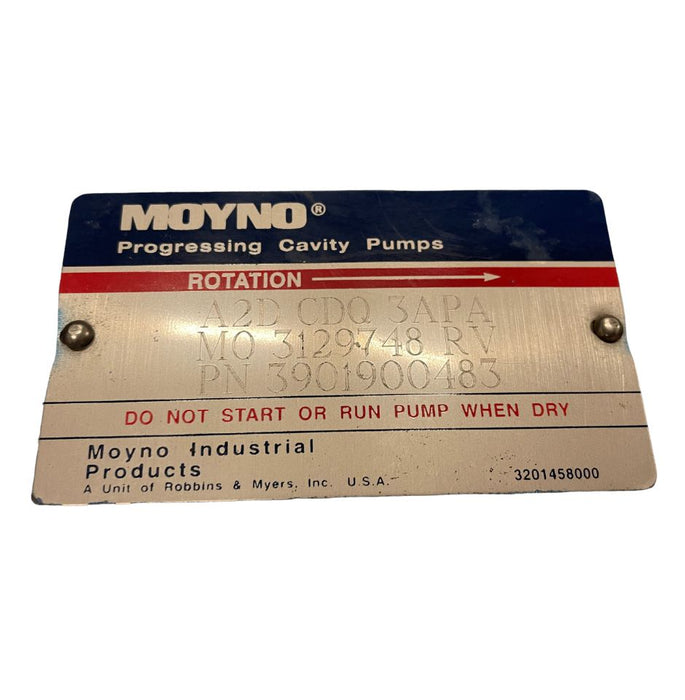 MOYNO®
Progressing Cavity Pumps
ROTATION
A2D CDQ 3APA
MO 3129748 RV
PN 3901900483
DO NOT START OR RUN PUMP WHEN DRY
Moyno Industrial
Products
A Unit of Robbins & Myers, Inc. U.S.A.
3201458000